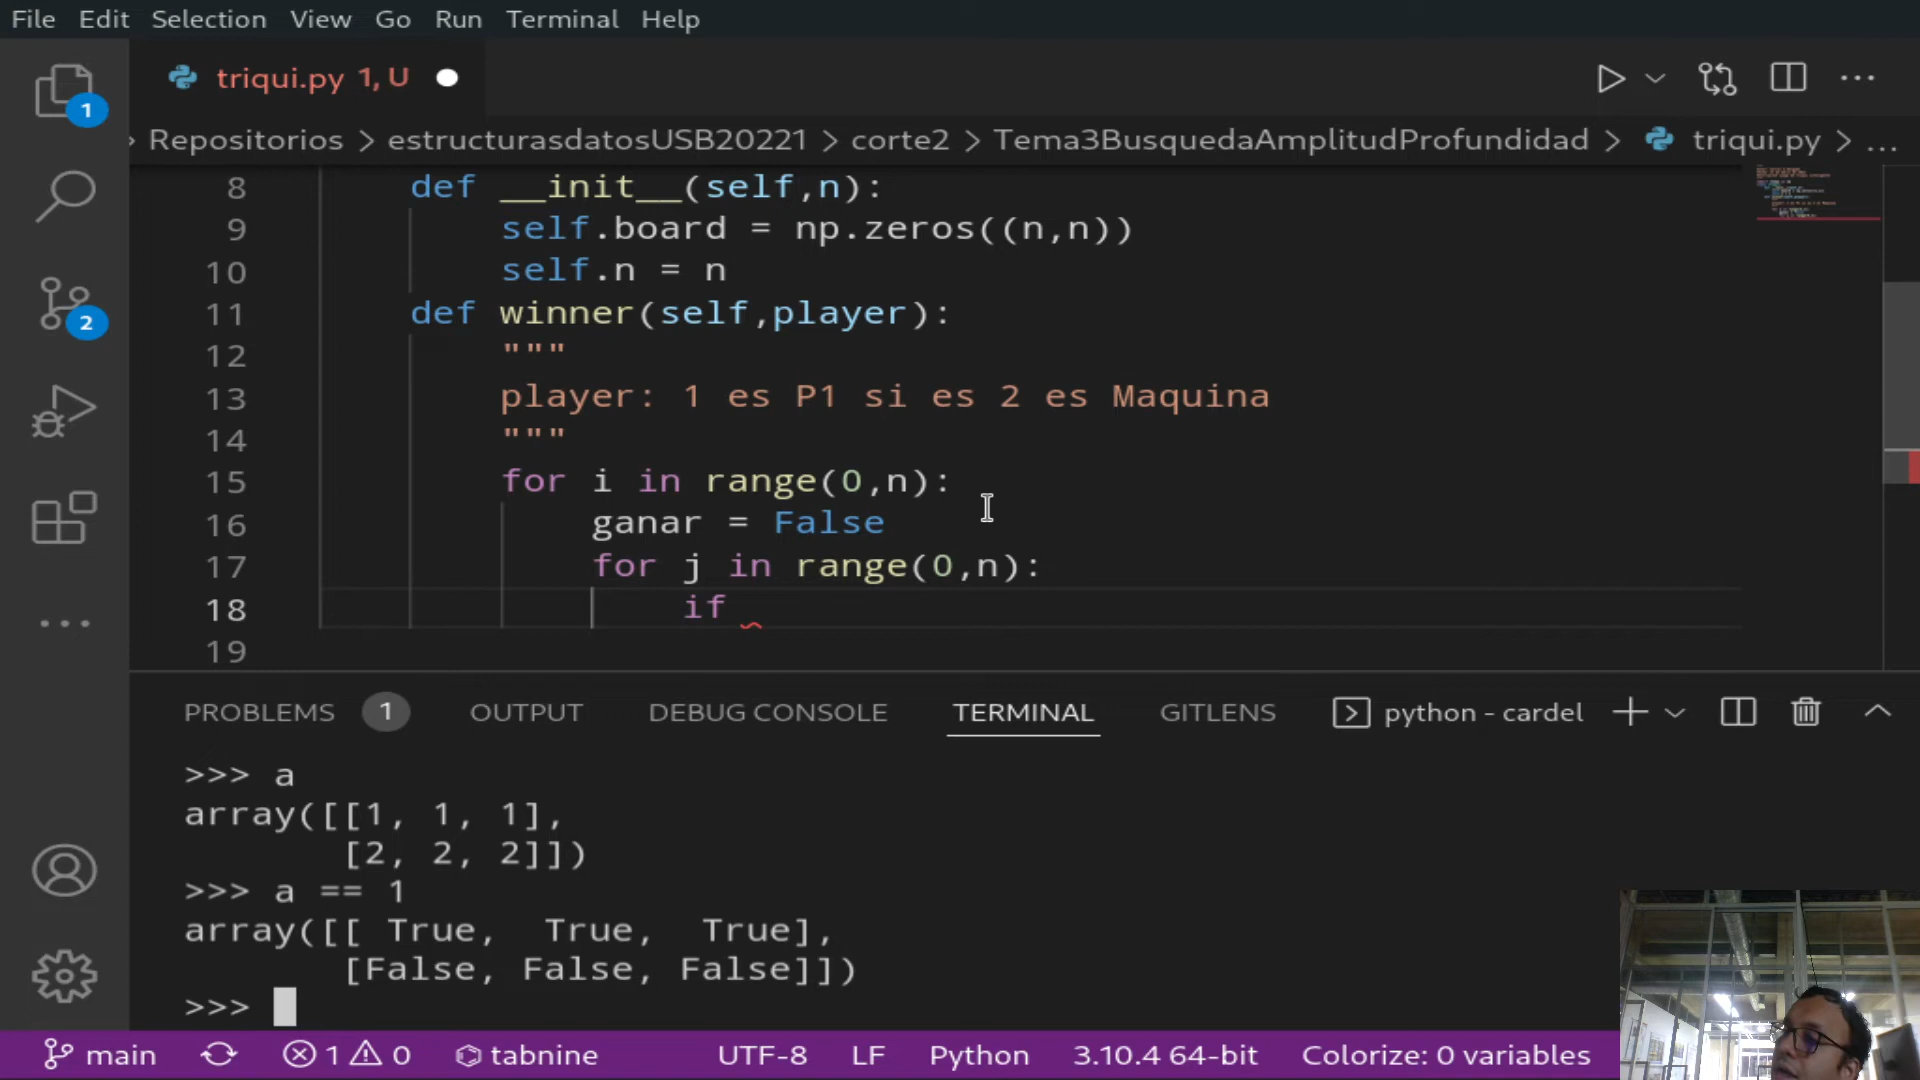 File Edit Selection View Go Run Terminal Help
triqui.py 1, U
1
Repositorios > estructurasdatosUSB20221 > corte2 > Tema3BusquedaAmplitudProfundidad > triqui.py > ...
8 def __init__(self,n):
9 self.board = np.zeros((n,n))
10 self.n = n
2
11 def winner(self,player):
12 """
13 player: 1 es P1 si es 2 es Maquina
14 """
15 for i in range(0,n):
16 ganar = False
17 for j in range(0,n):
18 if
19
PROBLEMS 1 OUTPUT DEBUG CONSOLE TERMINAL GITLENS python - cardel
>>> a
array([[1, 1, 1],
[2, 2, 2]])
>>> a == 1
array([[ True, True, True],
[False, False, False]])
>>>
main 1 0 tabnine UTF-8 LF Python 3.10.4 64-bit Colorize: 0 variables